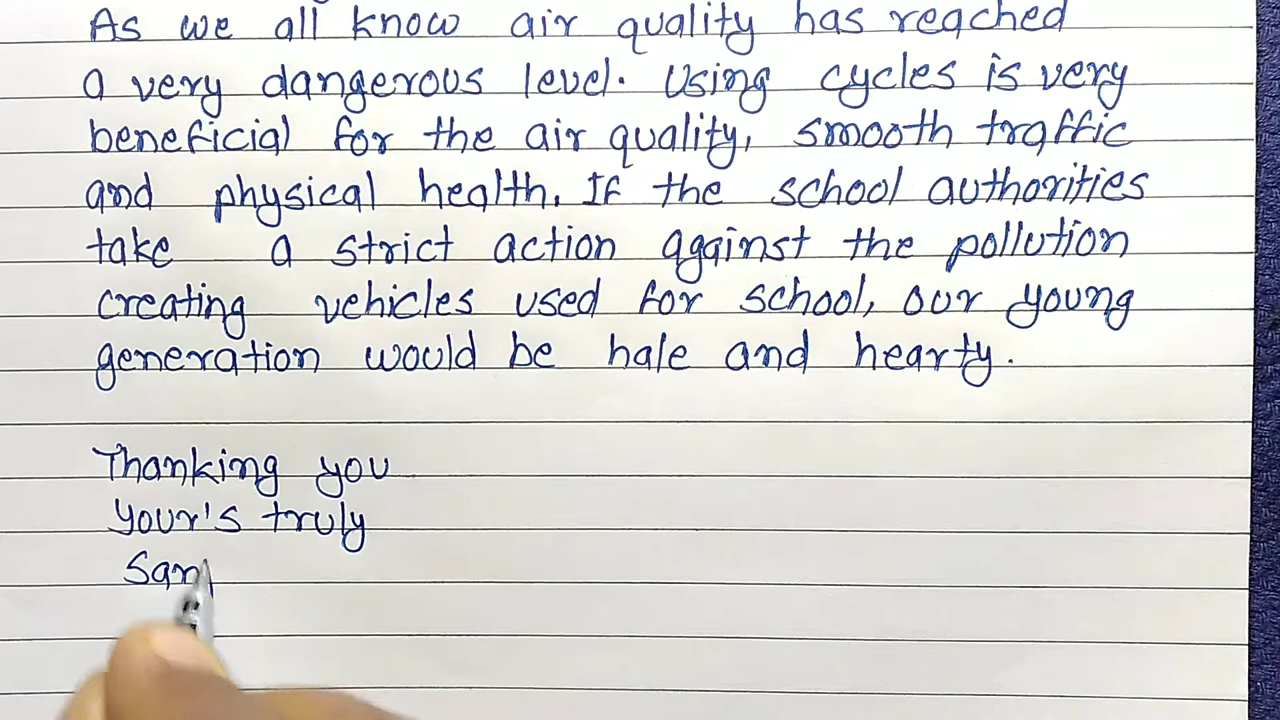 As we all know air quality has reached
a very dangerous level. Using cycles is very
beneficial for the air quality, smooth traffic
and physical health. If the school authorities
take a strict action against the pollution
creating vehicles used for school, our young
generation would be hale and hearty.
Thanking you
Your's truly